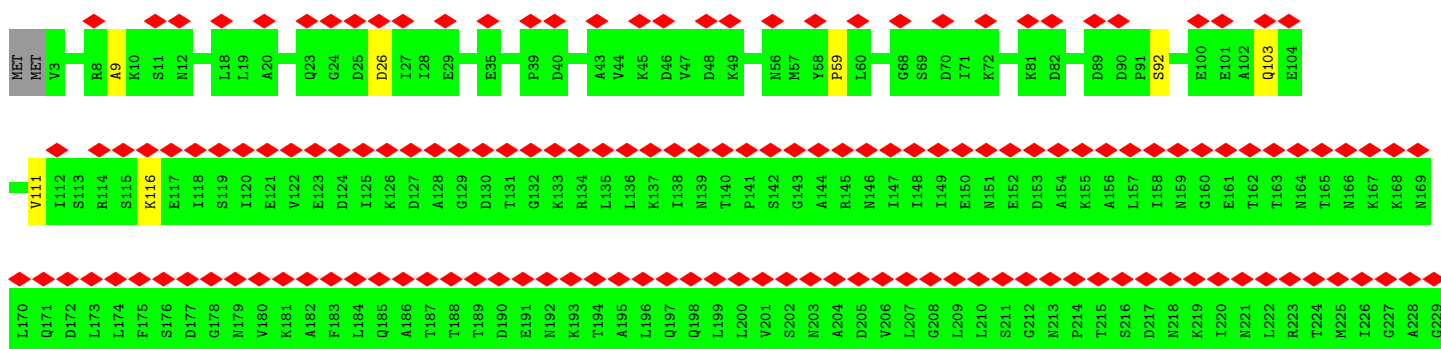 MET MET V3 R8 A9 K10 S11 N12 L18 L19 A20 Q23 G24 D25 D26 I27 I28 E29 E35 P39 D40 A43 V44 K45 D46 V47 D48 K49 N56 M57 Y58 P59 L60 G68 S69 D70 I71 K72 K81 D82 D89 D90 P91 S92 E100 E101 A102 Q103 E104
V111 I112 S113 R114 S115 K116 E117 I118 S119 I120 E121 V122 E123 D124 I125 K126 D127 A128 G129 D130 T131 G132 K133 R134 L135 L136 K137 I138 N139 T140 P141 S142 G143 A144 R145 N146 I147 I148 I149 E150 N151 E152 D153 A154 K155 A156 L157 I158 N159 G160 E161 T162 T163 N164 T165 N166 K167 K168 N169
L170 Q171 D172 L173 L174 F175 S176 D177 G178 N179 V180 K181 A182 F183 L184 Q185 A186 T187 T188 T189 D190 E191 N192 K193 T194 A195 L196 Q197 Q198 L199 L200 V201 S202 N203 A204 D205 V206 L207 G208 L209 L210 S211 G212 N213 P214 T215 S216 D217 N218 K219 I220 N221 L222 R223 T224 M225 I226 G227 A228 G229